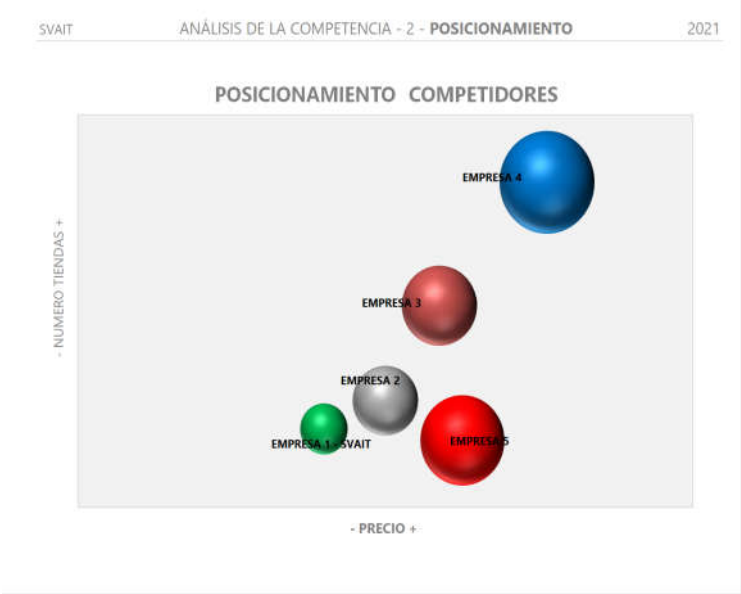 SVAIT
ANÁLISIS DE LA COMPETENCIA - 2 - POSICIONAMIENTO
2021
POSICIONAMIENTO COMPETIDORES
EMPRESA 4
- NUMERO TIENDAS +
EMPRESA 3
EMPRESA 2
EMPRESA 1 - SVAIT
EMPRESA 5
- PRECIO +